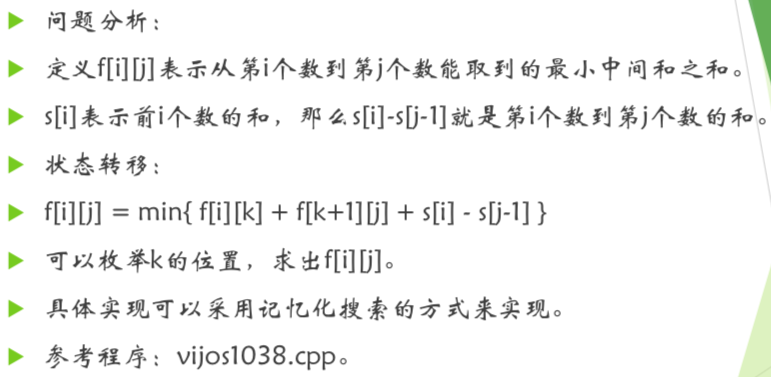 问题分析：
定义f[i][j]表示从第i个数到第j个数能取到的最小中间和之和。
s[i]表示前i个数的和，那么s[i]-s[j-1]就是第i个数到第j个数的和。
状态转移：
f[i][j] = min{ f[i][k] + f[k+1][j] + s[i] - s[j-1] }
可以枚举k的位置，求出f[i][j]。
具体实现可以采用记忆化搜索的方式来实现。
参考程序：vijos1038.cpp。